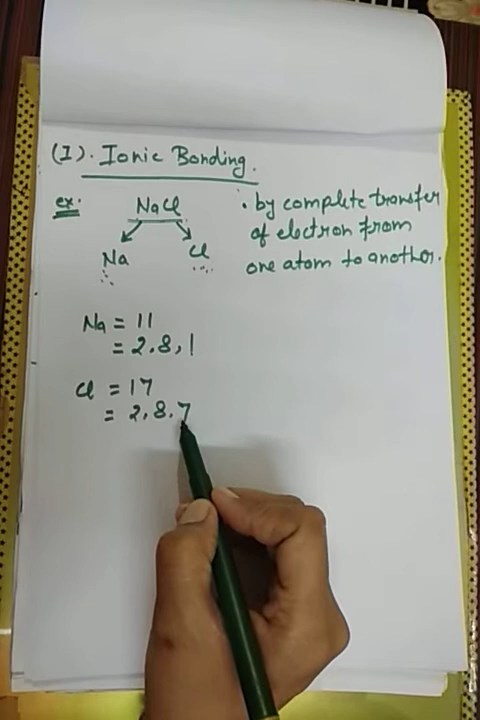 (I). Ionic Bonding.
ex:
NaCl
Na
Cl
• by complete transfer
of electron from
one atom to another.
Na = 11
= 2,8,1
Cl = 17
= 2,8,7